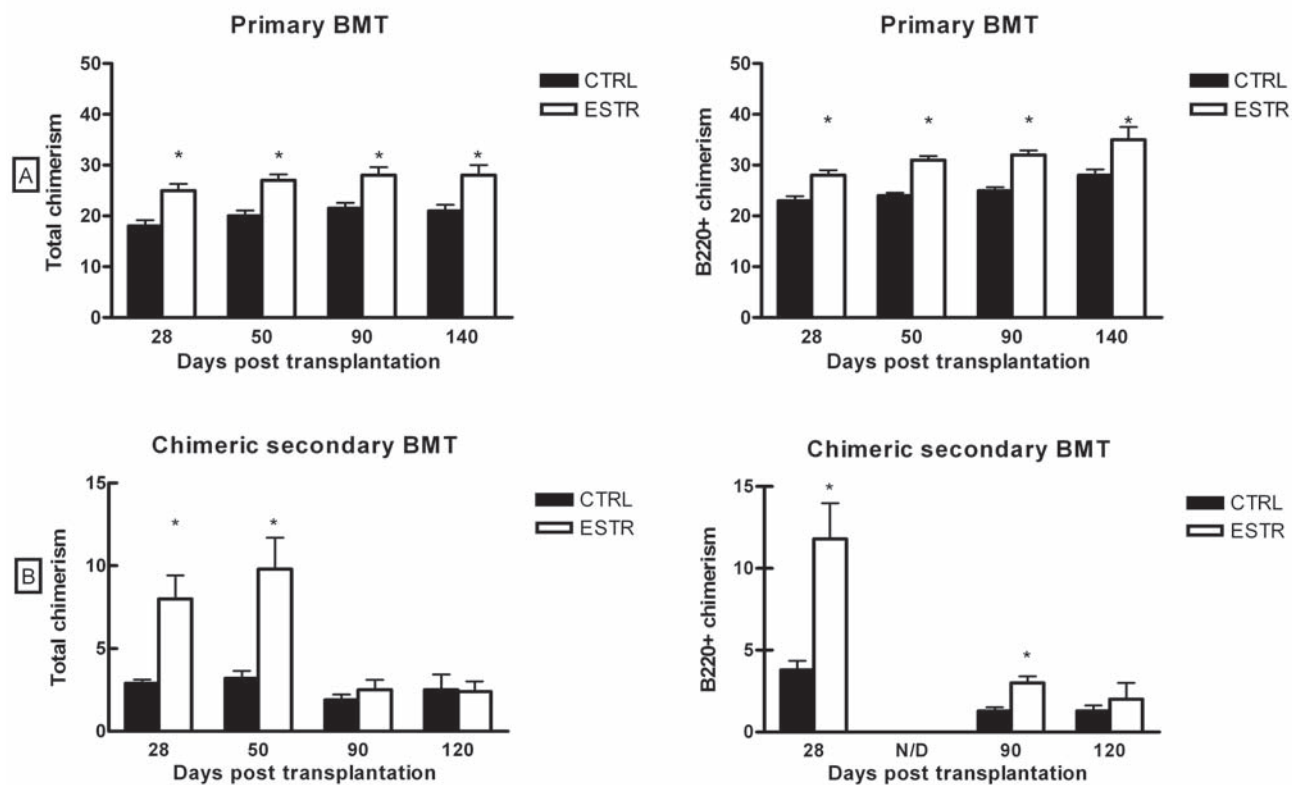 Primary BMT
50
40
30
20
10
0
Total chimerism
A
* * * *
28 50 90 140
Days post transplantation
CTRL
ESTR
Primary BMT
50
40
30
20
10
0
B220+ chimerism
* * * *
28 50 90 140
Days post transplantation
CTRL
ESTR
Chimeric secondary BMT
15
10
5
0
Total chimerism
B
* *
28 50 90 120
Days post transplantation
CTRL
ESTR
Chimeric secondary BMT
15
10
5
0
B220+ chimerism
* *
28 N/D 90 120
Days post transplantation
CTRL
ESTR